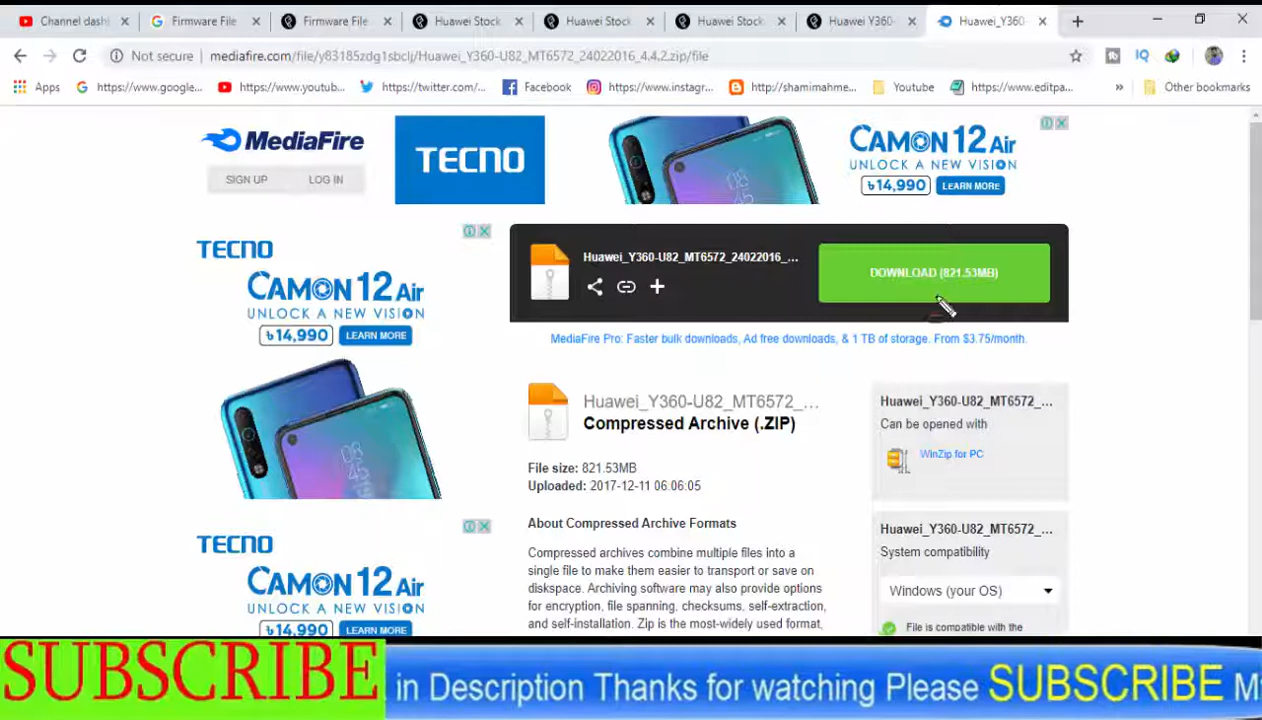 Channel dash
Firmware File
Firmware File
Huawei Stock
Huawei Stock
Huawei Stock
Huawei Y360-
Huawei_Y360-
Not secure | mediafire.com/file/y83185zdg1sbclj/Huawei_Y360-U82_MT6572_24022016_4.4.2.zip/file
IQ
Apps
https://www.google...
https://www.youtub...
https://twitter.com/...
Facebook
https://www.instagr...
http://shamimahme...
Youtube
https://www.editpa...
»
Other bookmarks
MediaFire
SIGN UP
LOG IN
TECNO
CAMON 12 Air
UNLOCK A NEW VISION
৳14,990
LEARN MORE
TECNO
CAMON 12 Air
UNLOCK A NEW VISION
৳14,990
LEARN MORE
Huawei_Y360-U82_MT6572_24022016_...
DOWNLOAD (821.53MB)
MediaFire Pro: Faster bulk downloads, Ad free downloads, & 1 TB of storage. From $3.75/month.
Huawei_Y360-U82_MT6572_...
Compressed Archive (.ZIP)
File size: 821.53MB
Uploaded: 2017-12-11 06:06:05
About Compressed Archive Formats
Compressed archives combine multiple files into a
single file to make them easier to transport or save on
diskspace. Archiving software may also provide options
for encryption, file spanning, checksums, self-extraction,
and self-installation. Zip is the most-widely used format,
Huawei_Y360-U82_MT6572_...
Can be opened with
WinZip for PC
Huawei_Y360-U82_MT6572_...
System compatibility
Windows (your OS)
File is compatible with the
TECNO
CAMON 12 Air
UNLOCK A NEW VISION
৳14,990
LEARN MORE
SUBSCRIBE
in Description Thanks for watching Please SUBSCRIBE M